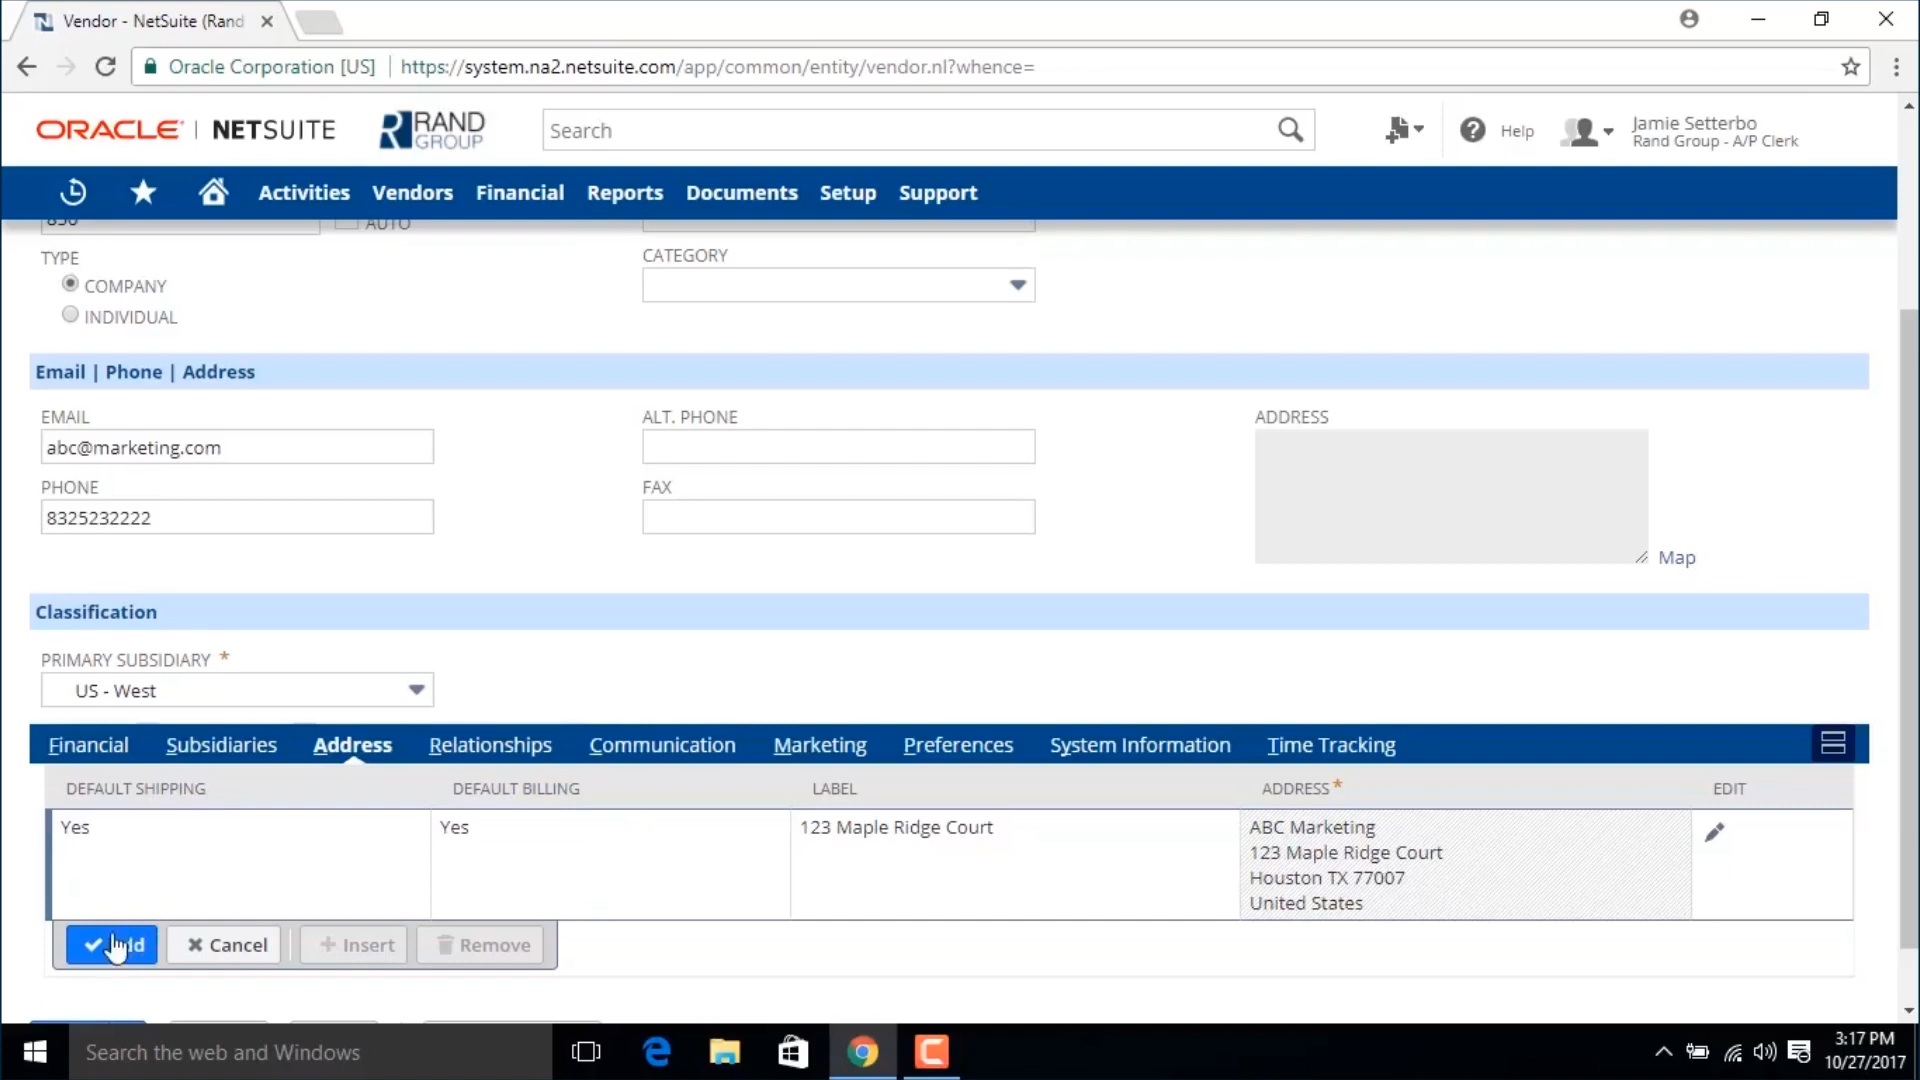 Vendor - NetSuite (Rand
Oracle Corporation [US] https://system.na2.netsuite.com/app/common/entity/vendor.nl?whence=
ORACLE | NETSUITE
RAND GROUP
Search
Help
Jamie Setterbo
Rand Group - A/P Clerk
Activities Vendors Financial Reports Documents Setup Support
AUTO
TYPE
COMPANY
INDIVIDUAL
CATEGORY
Email | Phone | Address
EMAIL
abc@marketing.com
PHONE
8325232222
ALT. PHONE
FAX
ADDRESS
Map
Classification
PRIMARY SUBSIDIARY *
US - West
Financial Subsidiaries Address Relationships Communication Marketing Preferences System Information Time Tracking
DEFAULT SHIPPING DEFAULT BILLING LABEL ADDRESS * EDIT
Yes Yes 123 Maple Ridge Court ABC Marketing
123 Maple Ridge Court
Houston TX 77007
United States
Cancel Insert Remove
Search the web and Windows
3:17 PM
10/27/2017